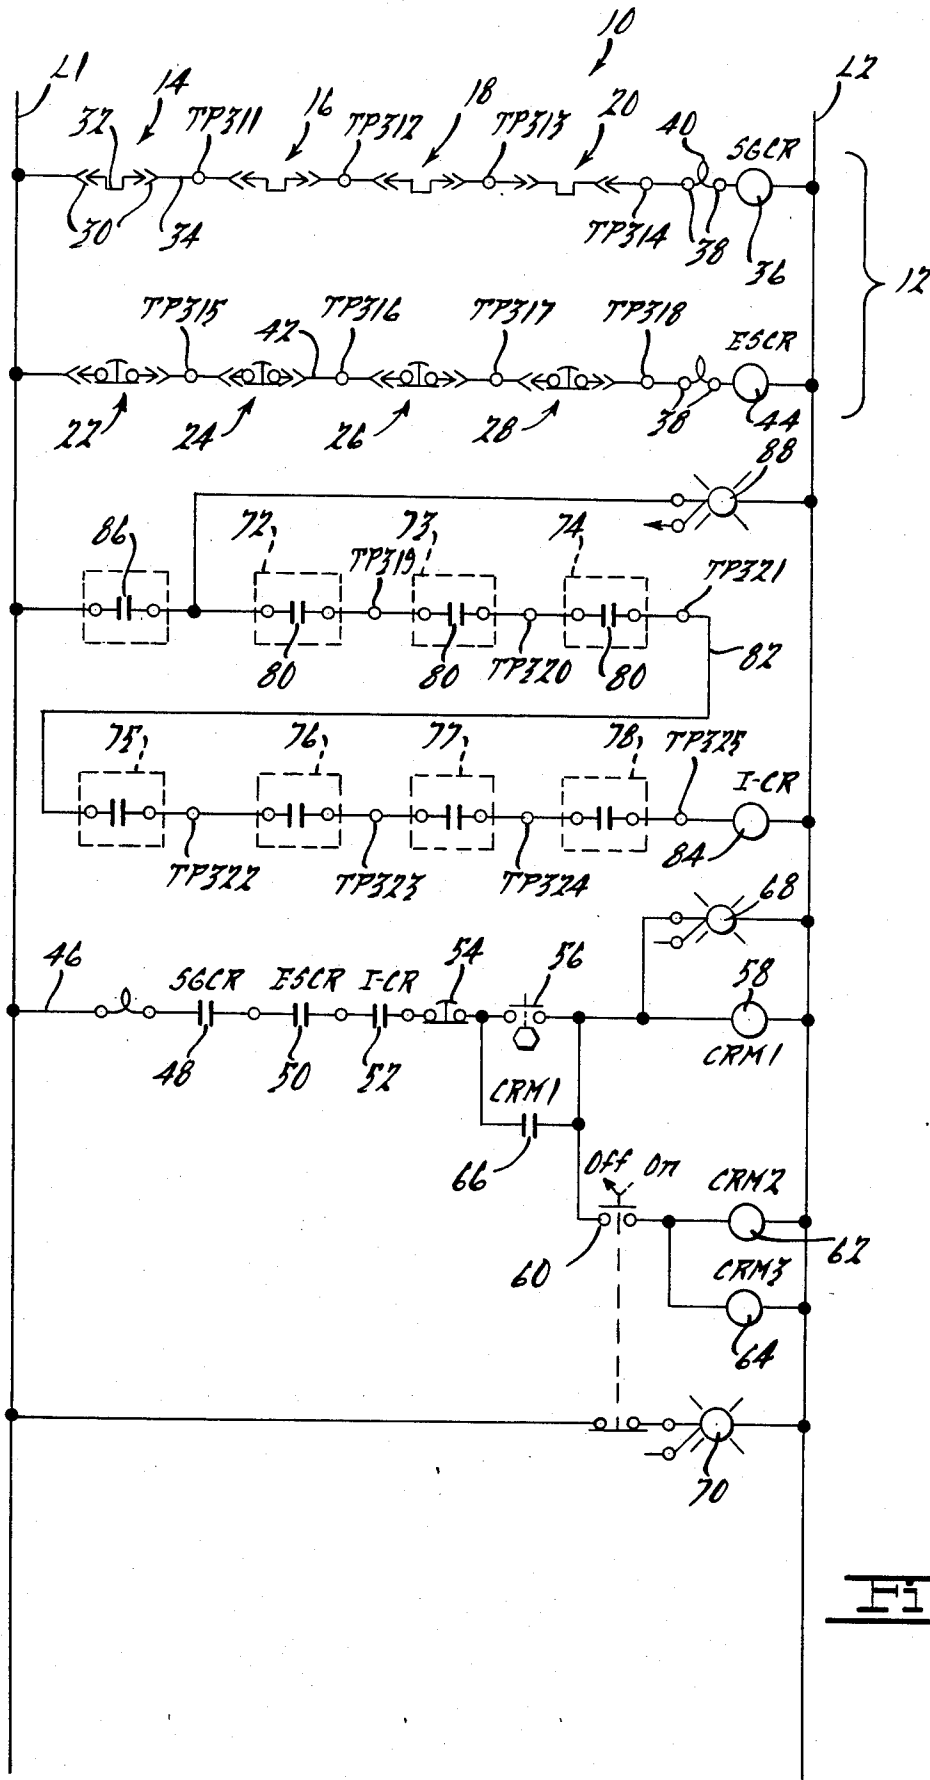 10
L1
14
32
TP311
16
TP312
18
TP313
20
40
SGCR
L2
30
34
TP314
38
36
12
TP315
42
TP316
TP317
TP318
ESCR
22
24
26
28
38
44
88
86
72
TP319
73
74
TP321
80
80
TP320
80
82
75
76
77
78
TP325
I-CR
TP322
TP323
TP324
84
68
46
SGCR
ESCR
I-CR
54
56
58
48
50
52
CRM1
CRM1
66
Off On
CRM2
60
62
CRM3
64
70
Fi